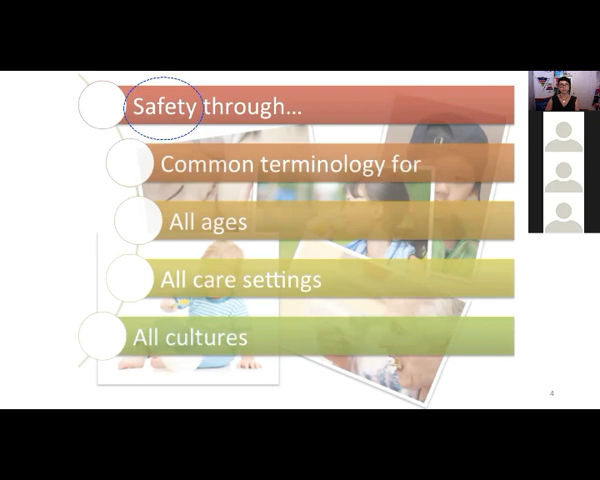 Safety through...
Common terminology for
All ages
All care settings
All cultures
4